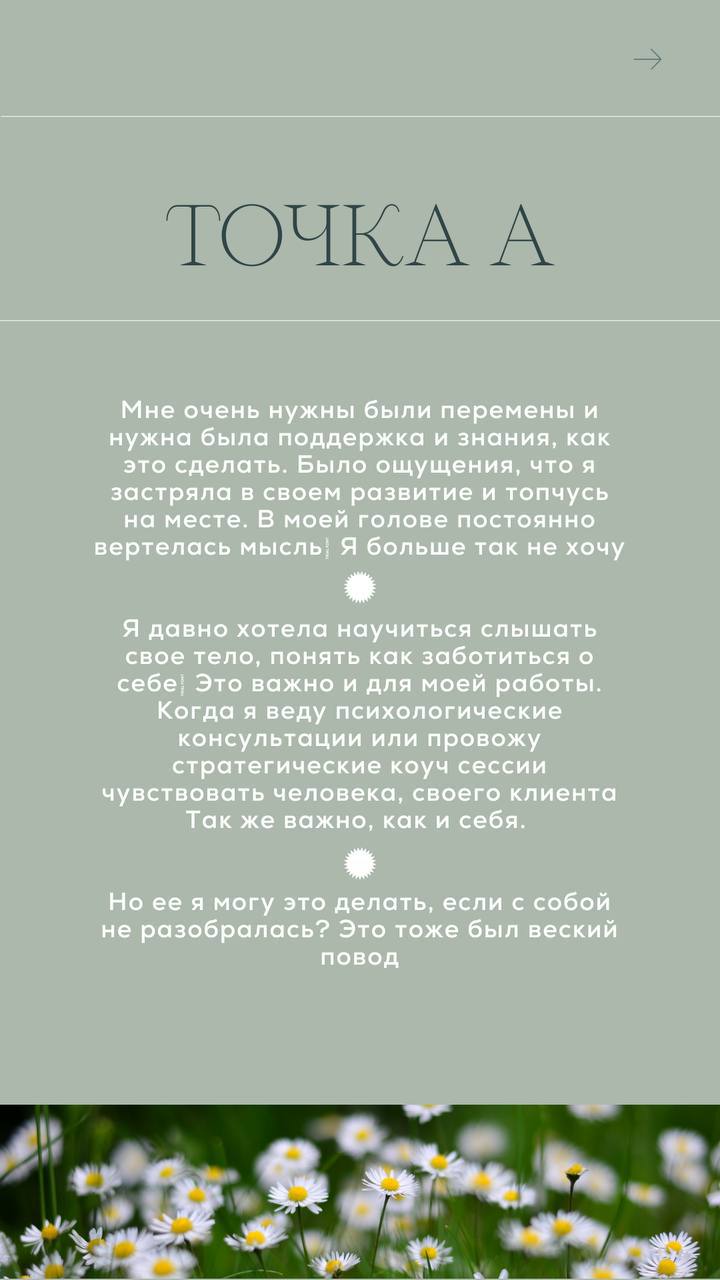 ТОЧКА А
Мне очень нужны были перемены и
нужна была поддержка и знания, как
это сделать. Было ощущения, что я
застряла в своем развитие и топчусь
на месте. В моей голове постоянно
вертелась мысль Я больше так не хочу
Я давно хотела научиться слышать
свое тело, понять как заботиться о
себе Это важно и для моей работы.
Когда я веду психологические
консультации или провожу
стратегические коуч сессии
чувствовать человека, своего клиента
Так же важно, как и себя.
Но ее я могу это делать, если с собой
не разобралась? Это тоже был веский
повод